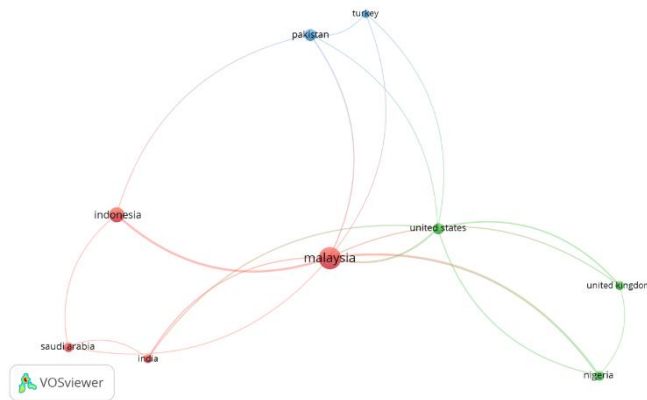 turkey
pakistan
indonesia
united states
malaysia
united kingdom
saudi arabia
india
nigeria
VOSviewer